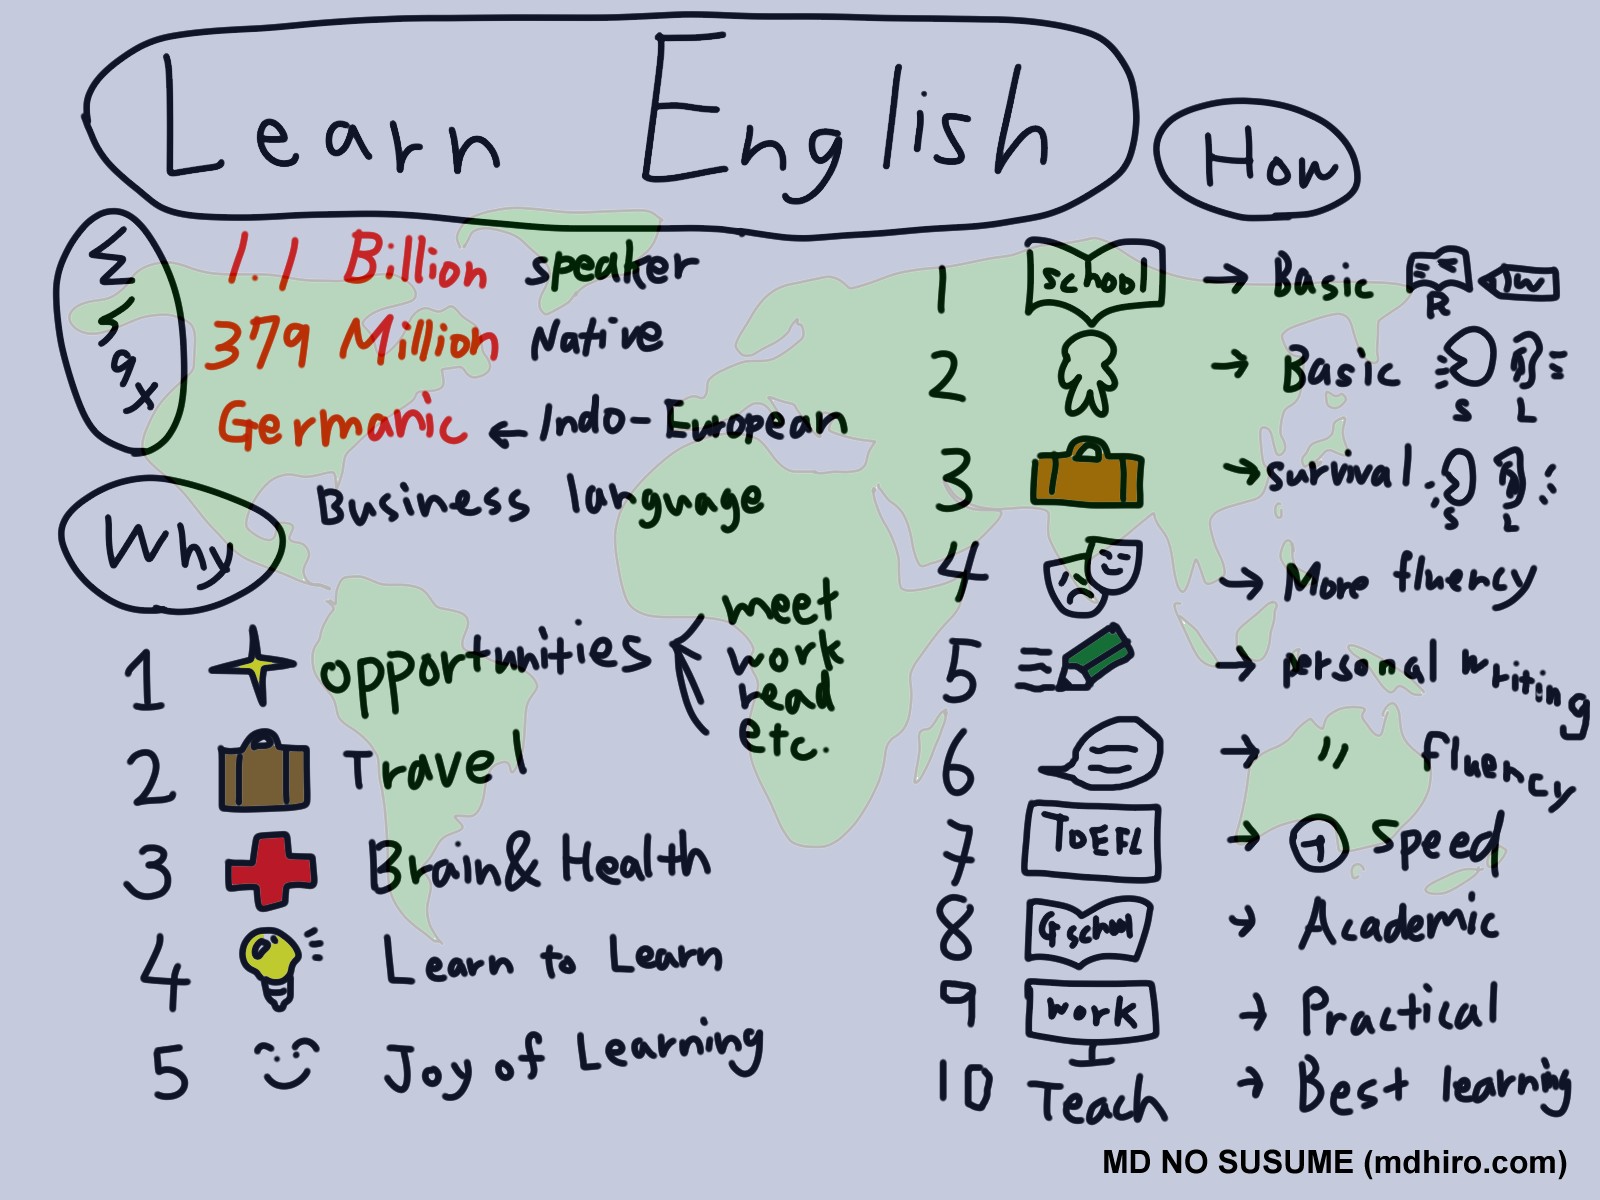 Learn English
Σ ς q x
1.1 Billion speaker
379 Million Native
Germanic ← Indo-European
Business language
Why
1 opportunities meet
work
read
etc.
2 Travel
3 Brain & Health
4 Learn to Learn
5 Joy of Learning
How
1 school → Basic R W
2 → Basic S L
3 → survival S L
4 → More fluency
5 → personal writing
6 → 〃 fluency
7 TOEFL → + Speed
8 G school → Academic
9 work → Practical
10 Teach → Best learning
MD NO SUSUME (mdhiro.com)